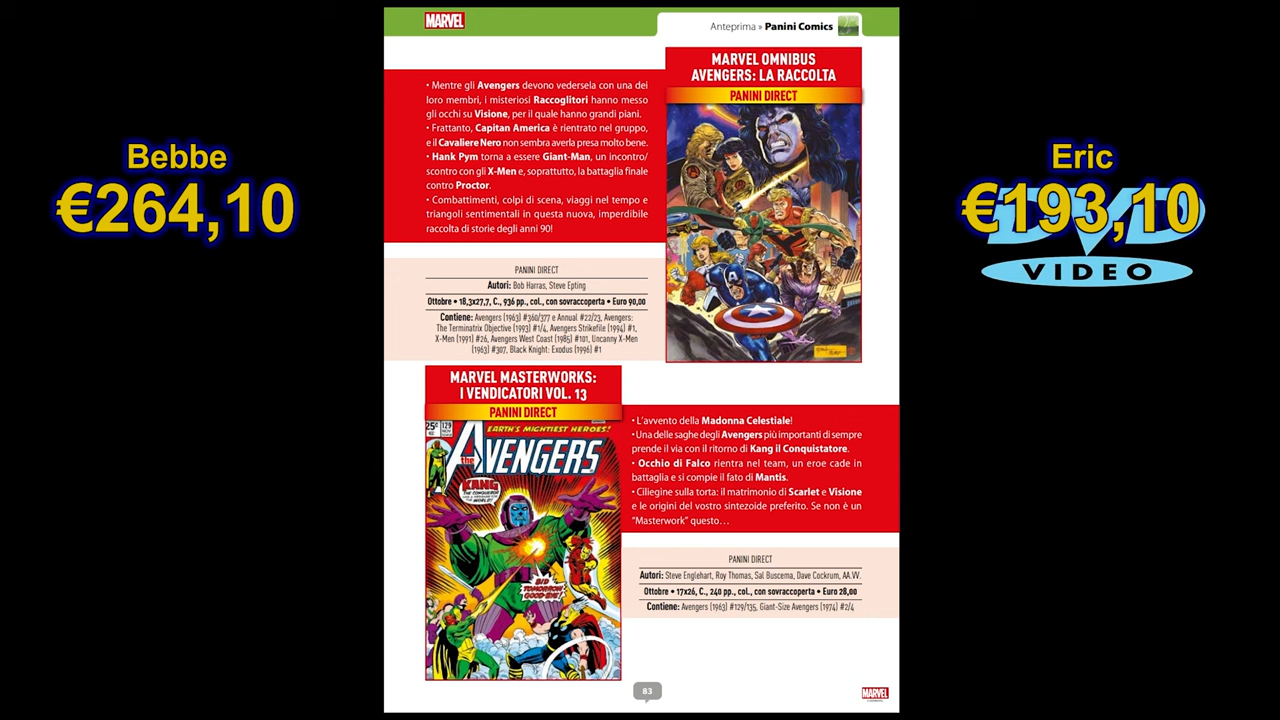 MARVEL
Anteprima » Panini Comics
Bebbe
€264,10
Eric
€193,10
DVD
VIDEO
MARVEL OMNIBUS
AVENGERS: LA RACCOLTA
PANINI DIRECT
• Mentre gli Avengers devono vedersela con una dei
loro membri, i misteriosi Raccoglitori hanno messo
gli occhi su Visione, per il quale hanno grandi piani.
• Frattanto, Capitan America è rientrato nel gruppo,
e il Cavaliere Nero non sembra averla presa molto bene.
• Hank Pym torna a essere Giant-Man, un incontro/
scontro con gli X-Men e, soprattutto, la battaglia finale
contro Proctor.
• Combattimenti, colpi di scena, viaggi nel tempo e
triangoli sentimentali in questa nuova, imperdibile
raccolta di storie degli anni 90!
PANINI DIRECT
Autori: Bob Harras, Steve Epting
Ottobre • 18,3x27,7, C., 936 pp., col., con sovraccoperta • Euro 90,00
Contiene: Avengers (1963) #360/377 e Annual #22/23, Avengers:
The Terminatrix Objective (1993) #1/4, Avengers Strikefile (1994) #1,
X-Men (1991) #26, Avengers West Coast (1985) #101, Uncanny X-Men
(1963) #307, Black Knight: Exodus (1996) #1
MARVEL MASTERWORKS:
I VENDICATORI VOL. 13
PANINI DIRECT
25¢
129
EARTH'S MIGHTIEST HEROES!
the AVENGERS
KANG
THE CONQUEROR
WORLD!
BID
TOMORROW
GOOD-BYE!
• L'avvento della Madonna Celestiale!
• Una delle saghe degli Avengers più importanti di sempre
prende il via con il ritorno di Kang il Conquistatore.
• Occhio di Falco rientra nel team, un eroe cade in
battaglia e si compie il fato di Mantis.
• Ciliegine sulla torta: il matrimonio di Scarlet e Visione
e le origini del vostro sintezoide preferito. Se non è un
"Masterwork" questo…
PANINI DIRECT
Autori: Steve Englehart, Roy Thomas, Sal Buscema, Dave Cockrum, AA.VV.
Ottobre • 17x26, C., 240 pp., col., con sovraccoperta • Euro 28,00
Contiene: Avengers (1963) #129/135, Giant-Size Avengers (1974) #2/4
83
MARVEL